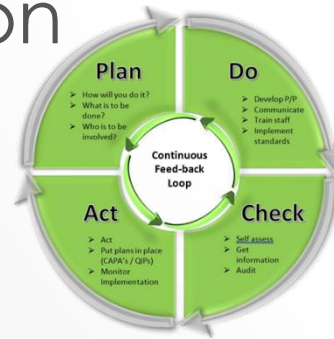 on
Plan
➢ How will you do it?
➢ What is to be
done?
➢ Who is to be
involved?
Do
➢ Develop P/P
➢ Communicate
➢ Train staff
➢ Implement
standards
Continuous
Feed-back
Loop
Act
➢ Act
➢ Put plans in place
(CAPA's / QIPs)
➢ Monitor
Implementation
Check
➢ Self assess
➢ Get
information
➢ Audit